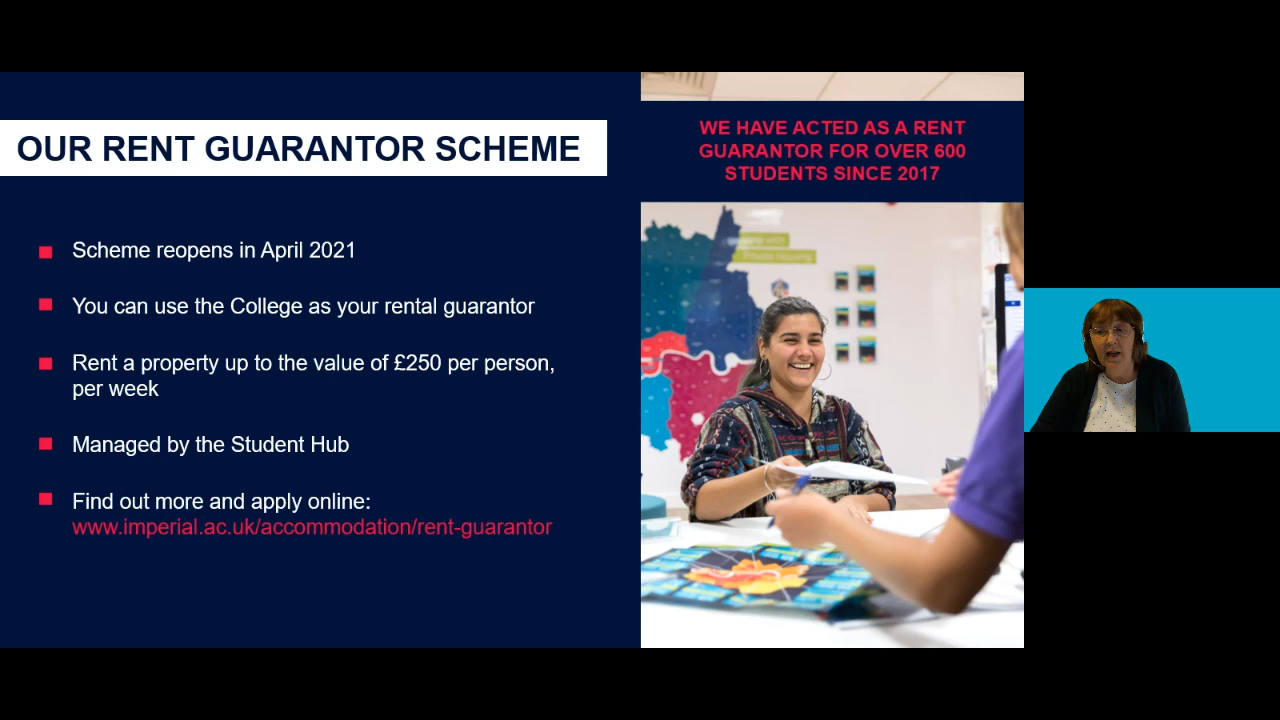 OUR RENT GUARANTOR SCHEME
Scheme reopens in April 2021
You can use the College as your rental guarantor
Rent a property up to the value of £250 per person,
per week
Managed by the Student Hub
Find out more and apply online:
www.imperial.ac.uk/accommodation/rent-guarantor
WE HAVE ACTED AS A RENT
GUARANTOR FOR OVER 600
STUDENTS SINCE 2017
Private Housing